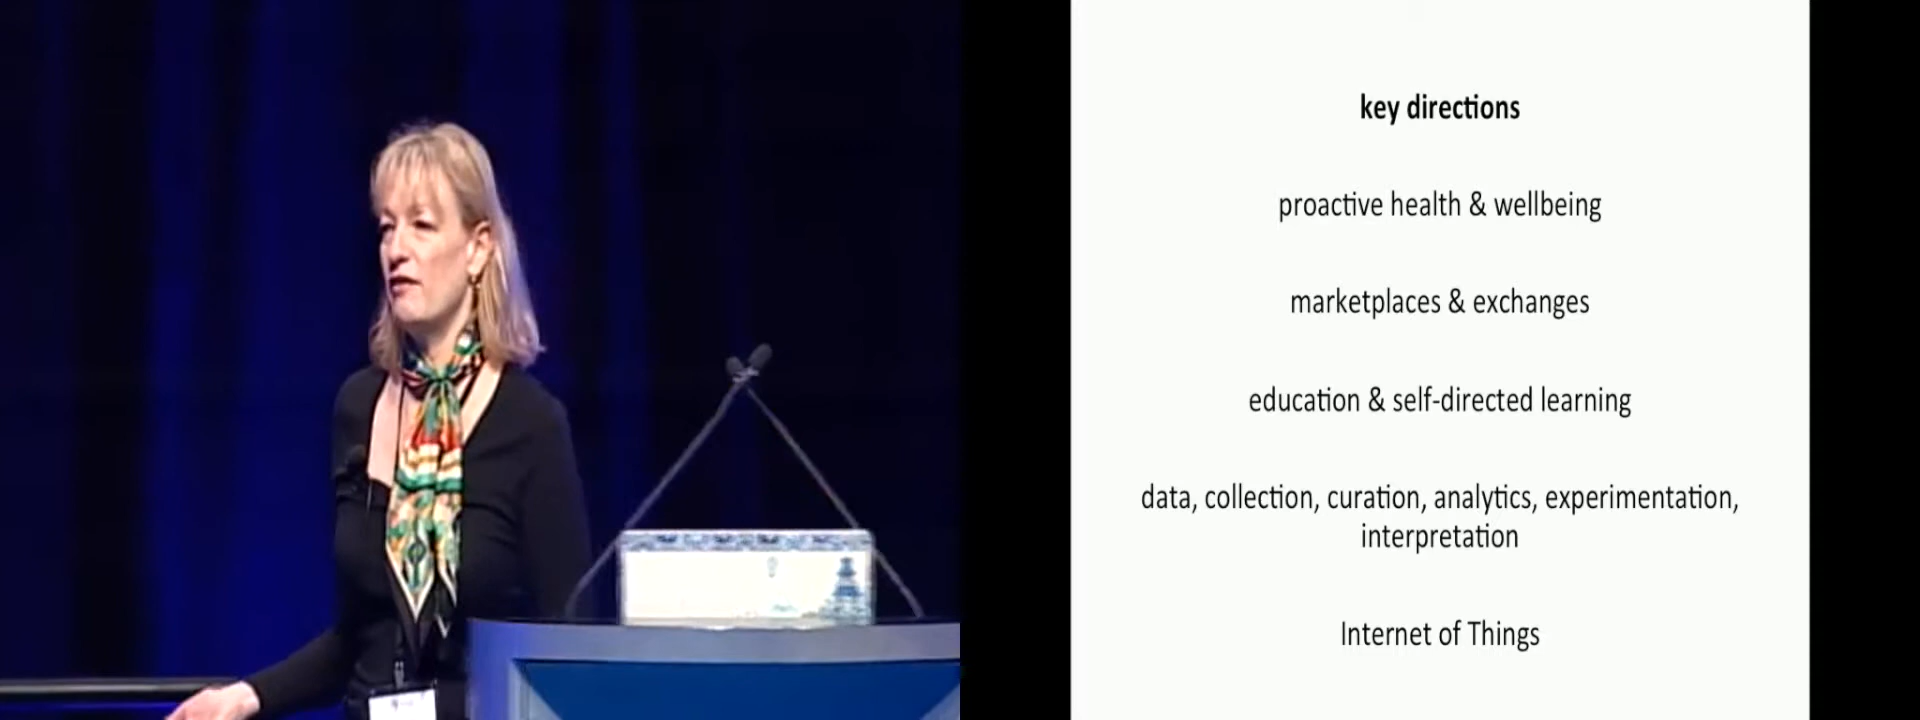 key directions
proactive health & wellbeing
marketplaces & exchanges
education & self-directed learning
data, collection, curation, analytics, experimentation,
interpretation
Internet of Things